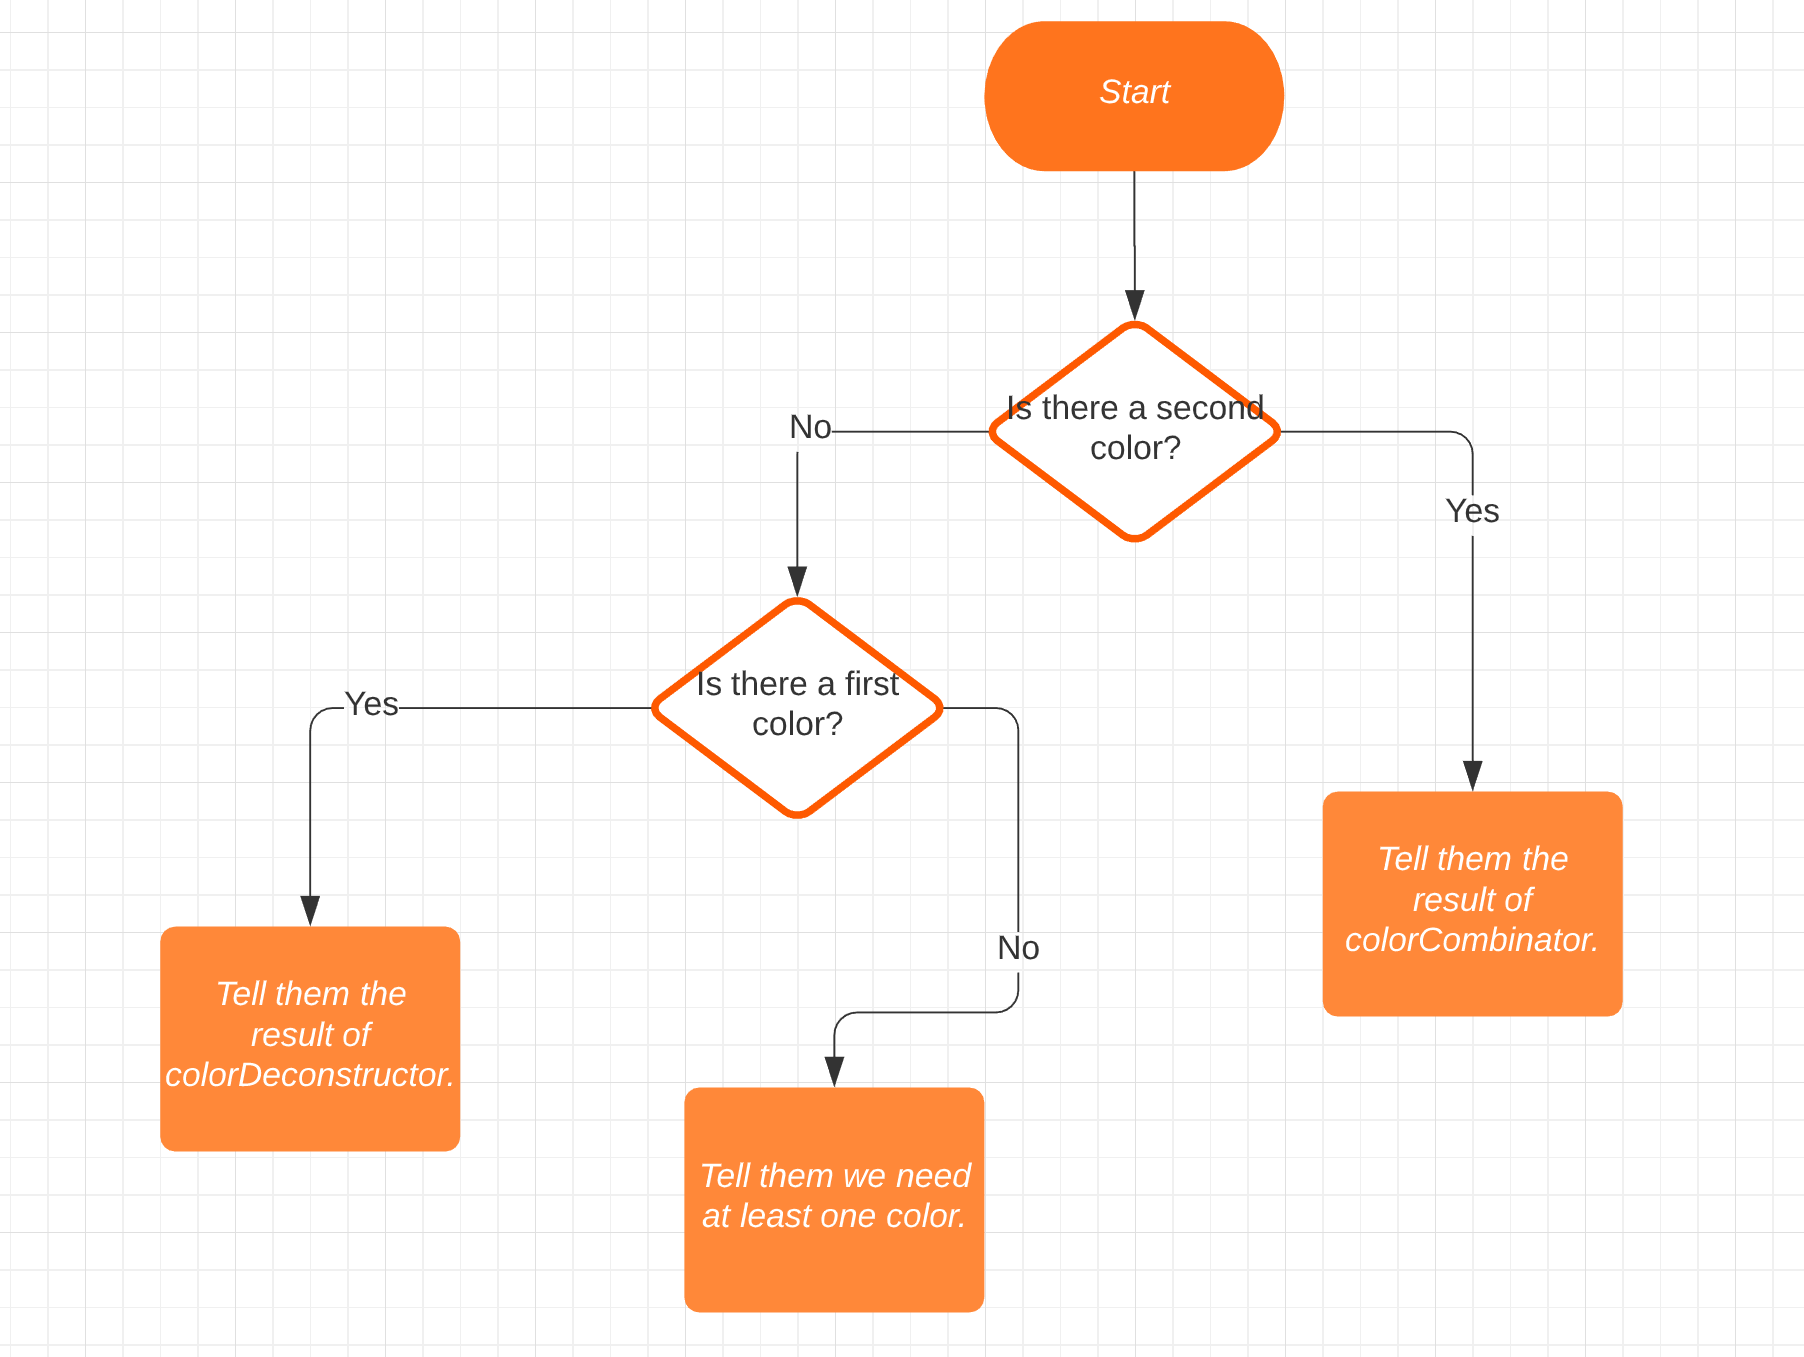 Start
Is there a second
color?
No
Yes
Is there a first
color?
Yes
No
Tell them the
result of
colorCombinator.
Tell them the
result of
colorDeconstructor.
Tell them we need
at least one color.